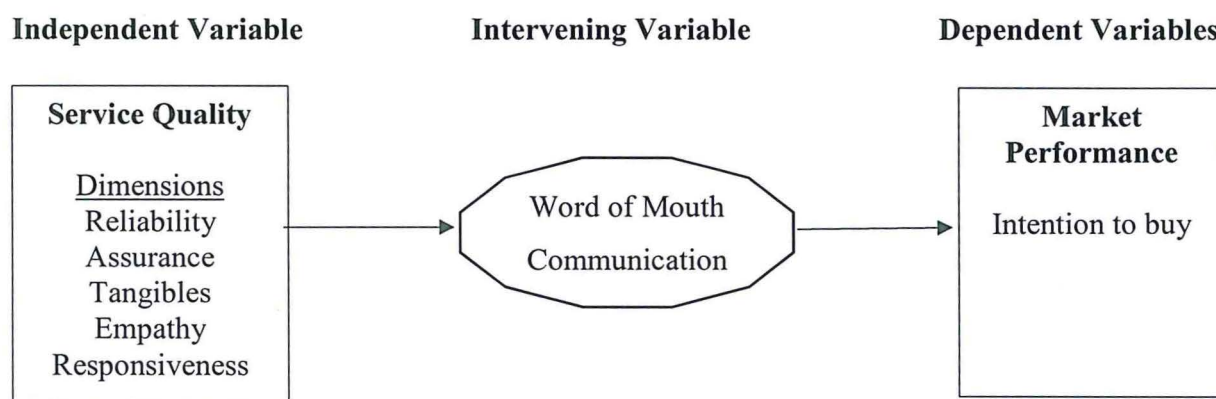 Independent Variable
Intervening Variable
Dependent Variables
Service Quality
Dimensions
Reliability
Assurance
Tangibles
Empathy
Responsiveness
Word of Mouth
Communication
Market
Performance
Intention to buy